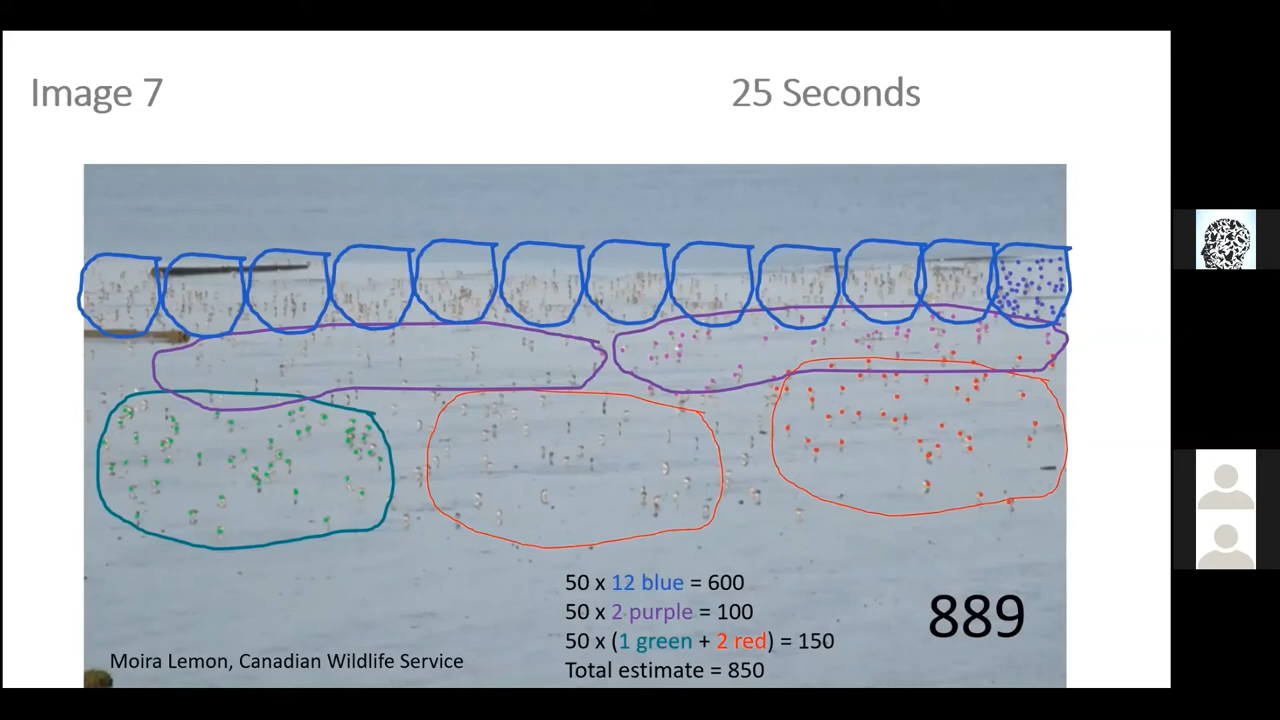 Image 7
25 Seconds
50 x 12 blue = 600
50 x 2 purple = 100
50 x (1 green + 2 red) = 150
Total estimate = 850
889
Moira Lemon, Canadian Wildlife Service